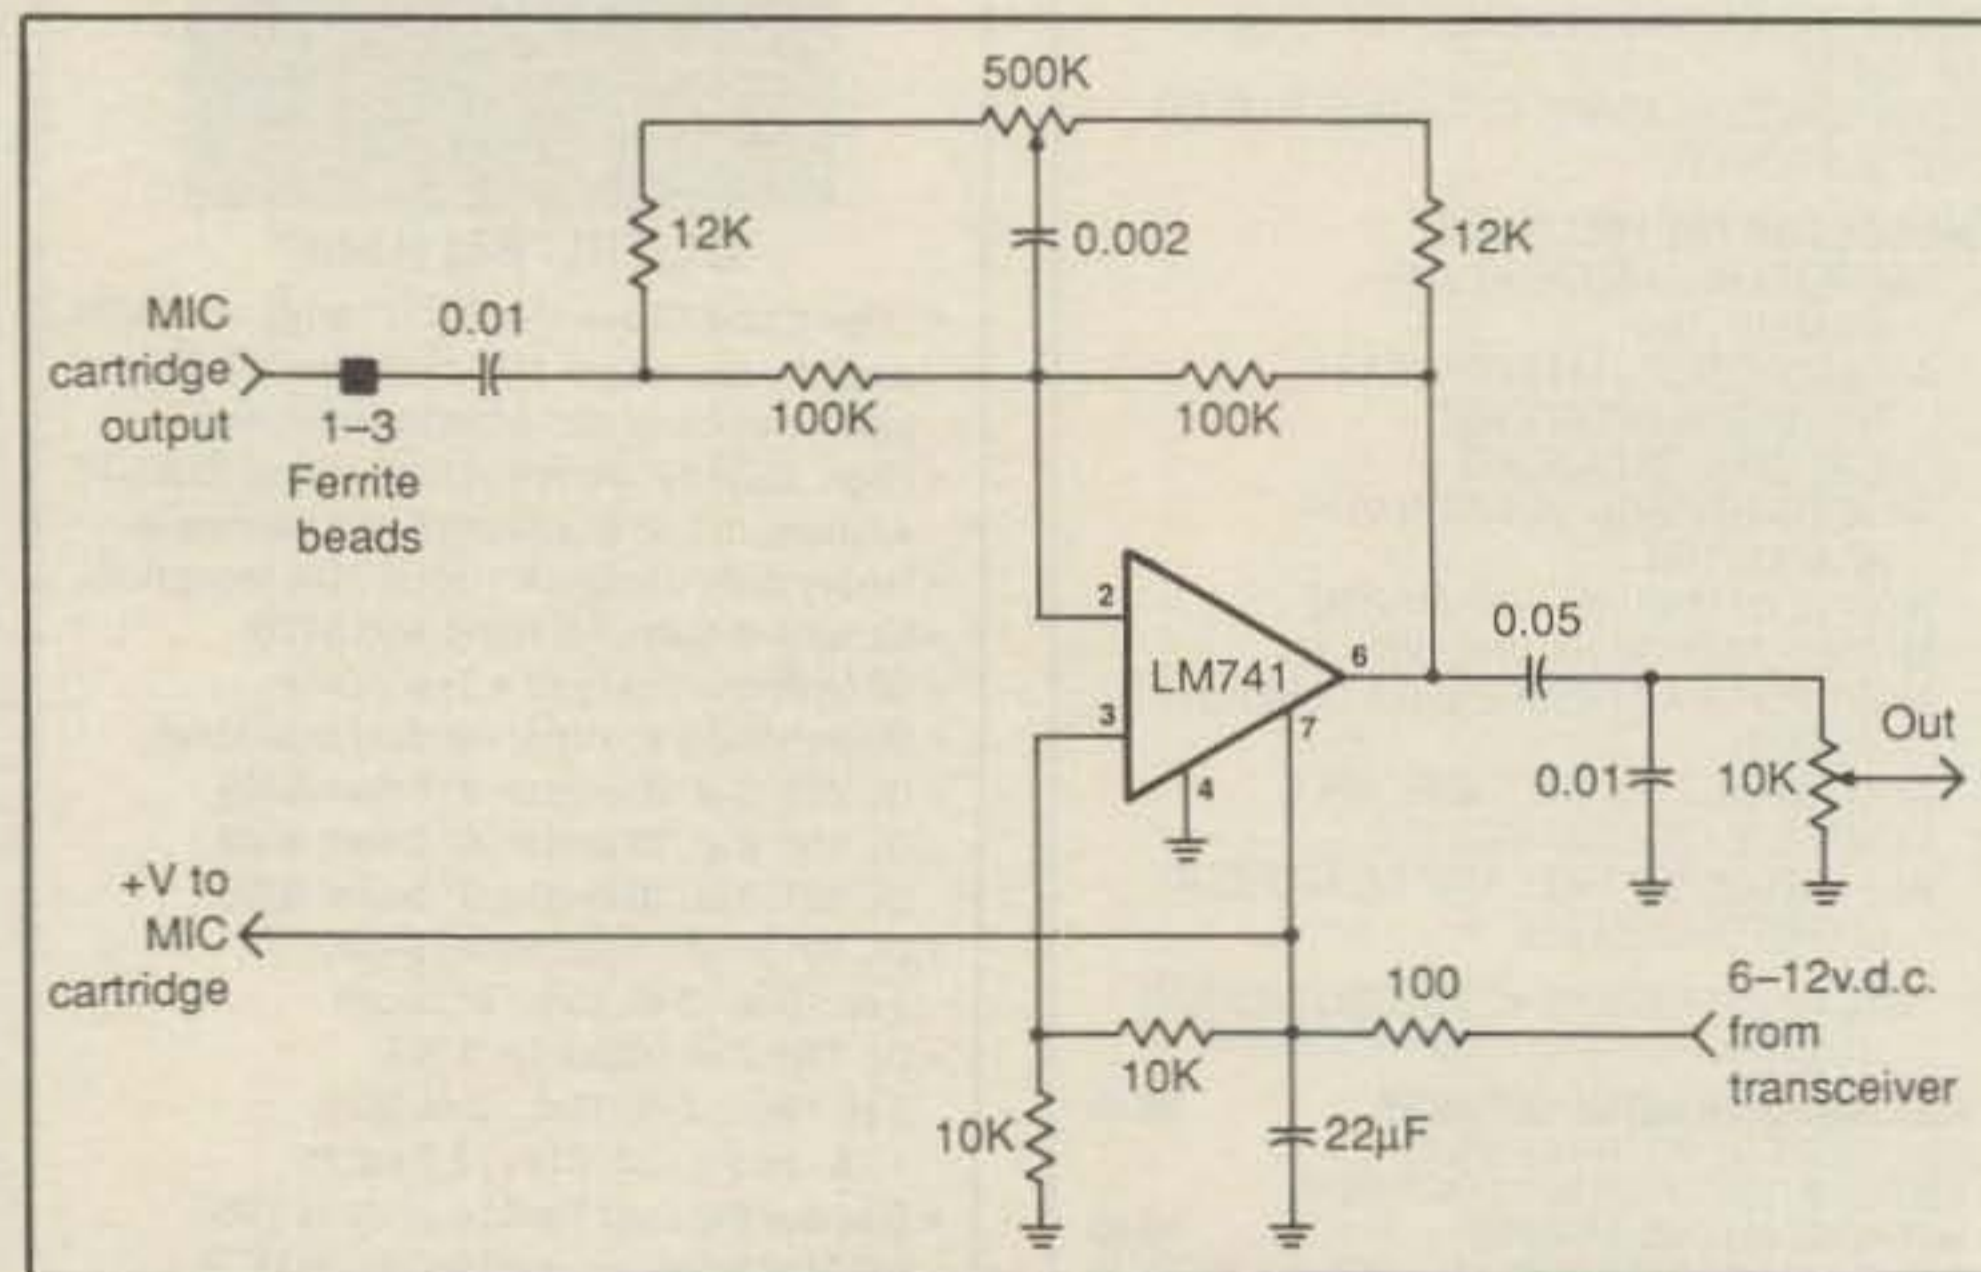 500K
12K
0.002
12K
MIC
cartridge
output
0.01
1–3
Ferrite
beads
100K
100K
2
LM741
6
3
7
4
0.05
Out
0.01
10K
+V to
MIC
cartridge
100
6–12v.d.c.
from
transceiver
10K
10K
22µF